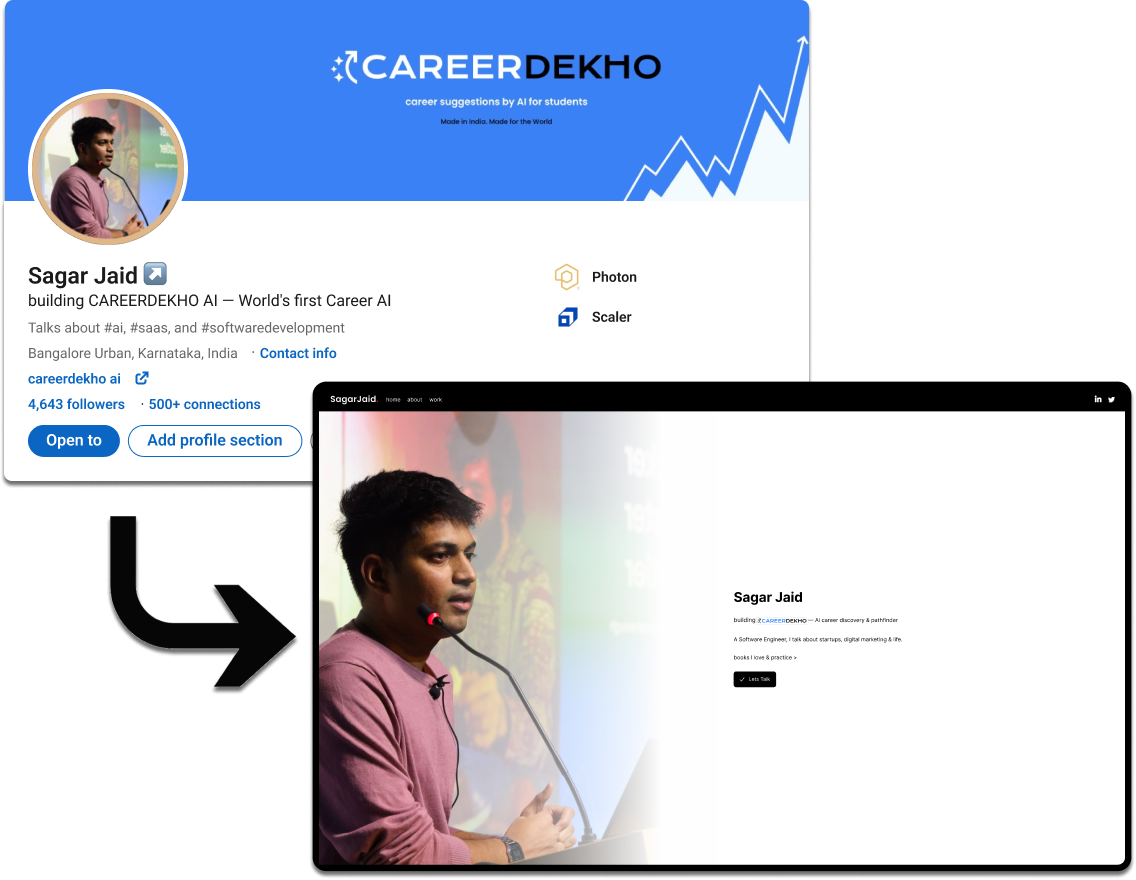 CAREERDEKHO
career suggestions by AI for students
Made in India. Made for the World
Sagar Jaid
building CAREERDEKHO AI — World's first Career AI
Talks about #ai, #saas, and #softwaredevelopment
Bangalore Urban, Karnataka, India · Contact info
careerdekho ai
4,643 followers · 500+ connections
Open to
Add profile section
Photon
Scaler
SagarJaid.
home about work
Sagar Jaid
building CAREERDEKHO — AI career discovery & pathfinder
A Software Engineer, I talk about startups, digital marketing & life.
books I love & practice >
Lets Talk